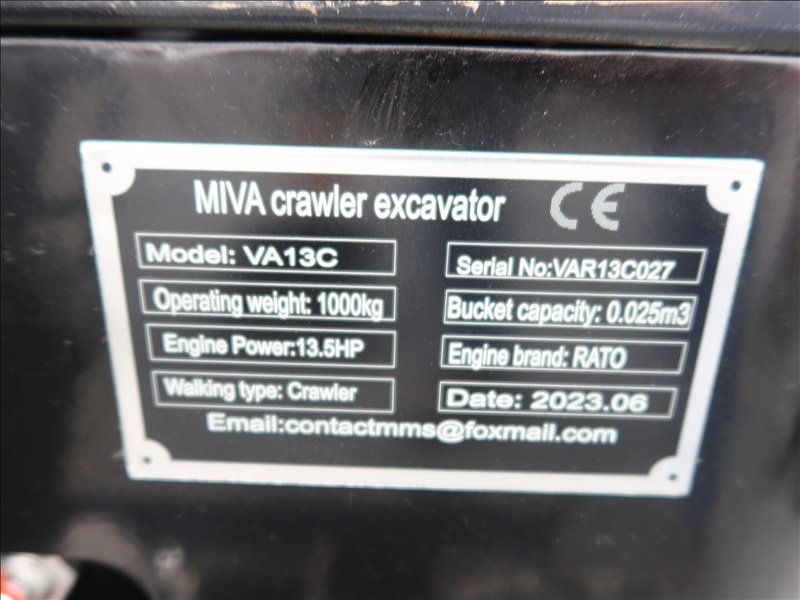 MIVA crawler excavator CE
Model: VA13C
Serial No:VAR13C027
Operating weight: 1000kg
Bucket capacity: 0.025m3
Engine Power:13.5HP
Engine brand: RATO
Walking type: Crawler
Date: 2023.06
Email:contactmms@foxmail.com